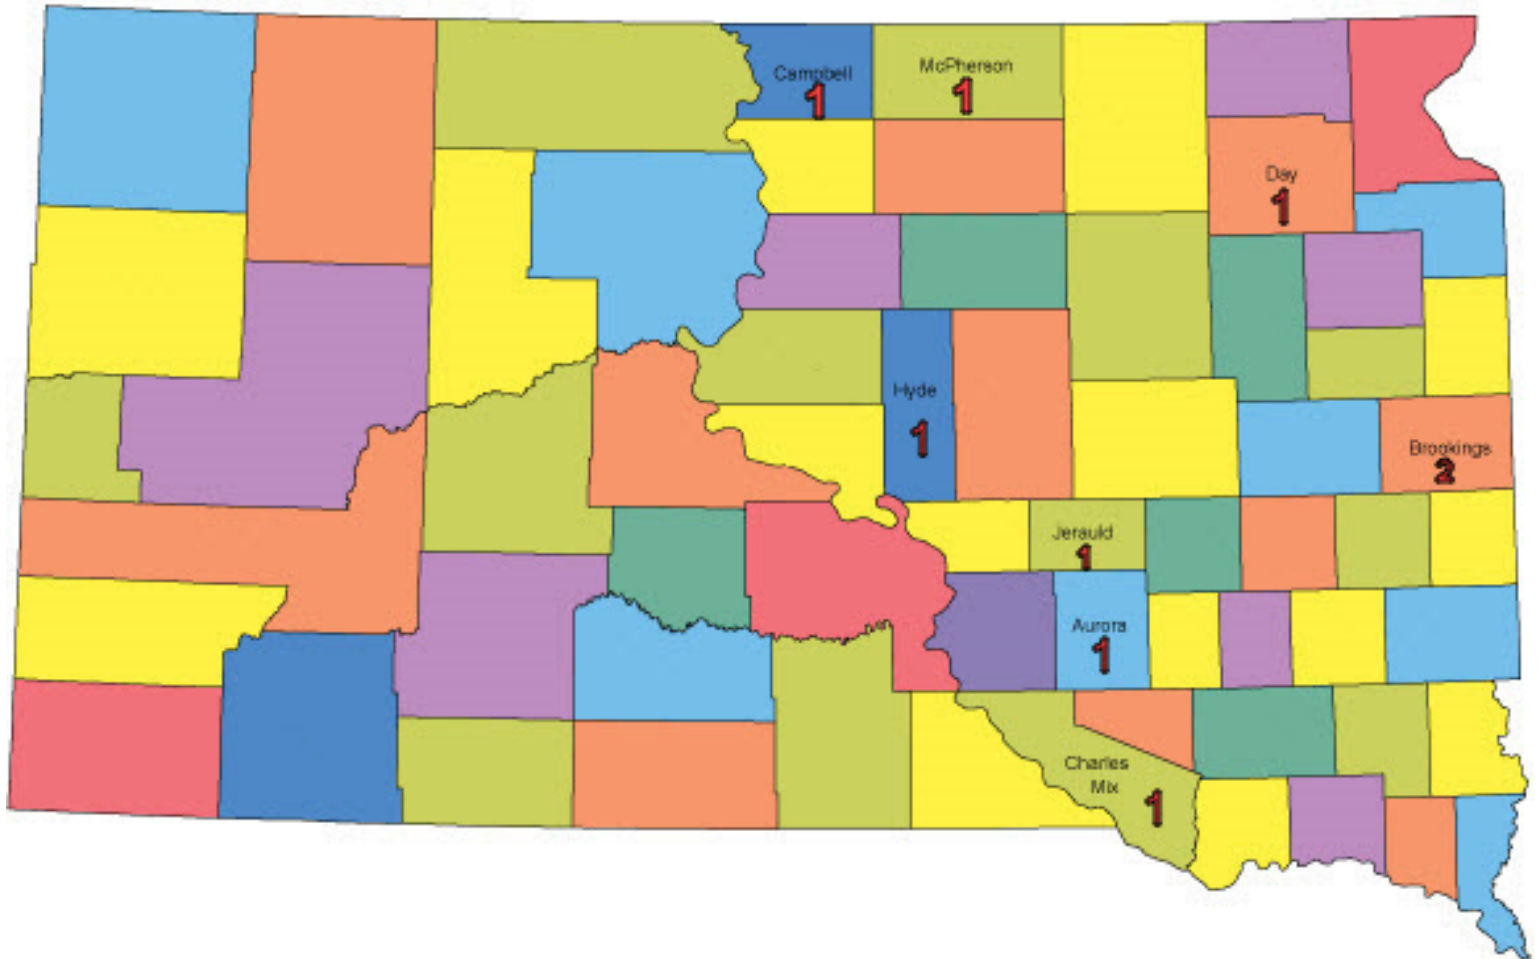 Campbell
1
McPherson
1
Day
1
Hyde
1
Brookings
2
Jerauld
1
Aurora
1
Charles
Mix
1